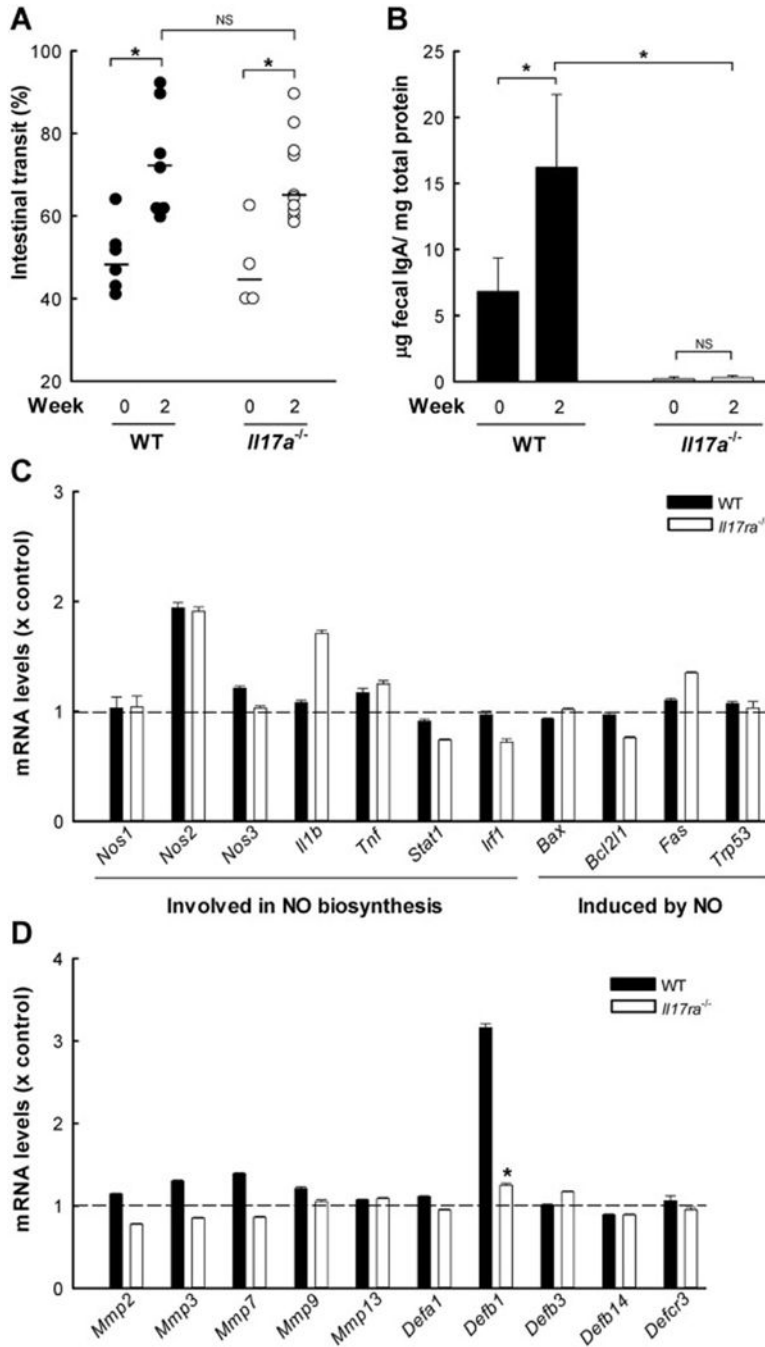 A
NS
*
*
100
80
60
40
20
Intestinal transit (%)
Week 0 2 0 2
WT Il17a-/-
B
*
*
NS
25
20
15
10
5
0
µg fecal IgA/ mg total protein
Week 0 2 0 2
WT Il17a-/-
C
WT
Il17ra-/-
3
2
1
0
mRNA levels (x control)
Nos1 Nos2 Nos3 Il1b Tnf Stat1 Irf1 Bax Bcl2l1 Fas Trp53
Involved in NO biosynthesis Induced by NO
D
WT
Il17ra-/-
4
3
2
1
0
mRNA levels (x control)
*
Mmp2 Mmp3 Mmp7 Mmp9 Mmp13 Defa1 Defb1 Defb3 Defb14 Defcr3